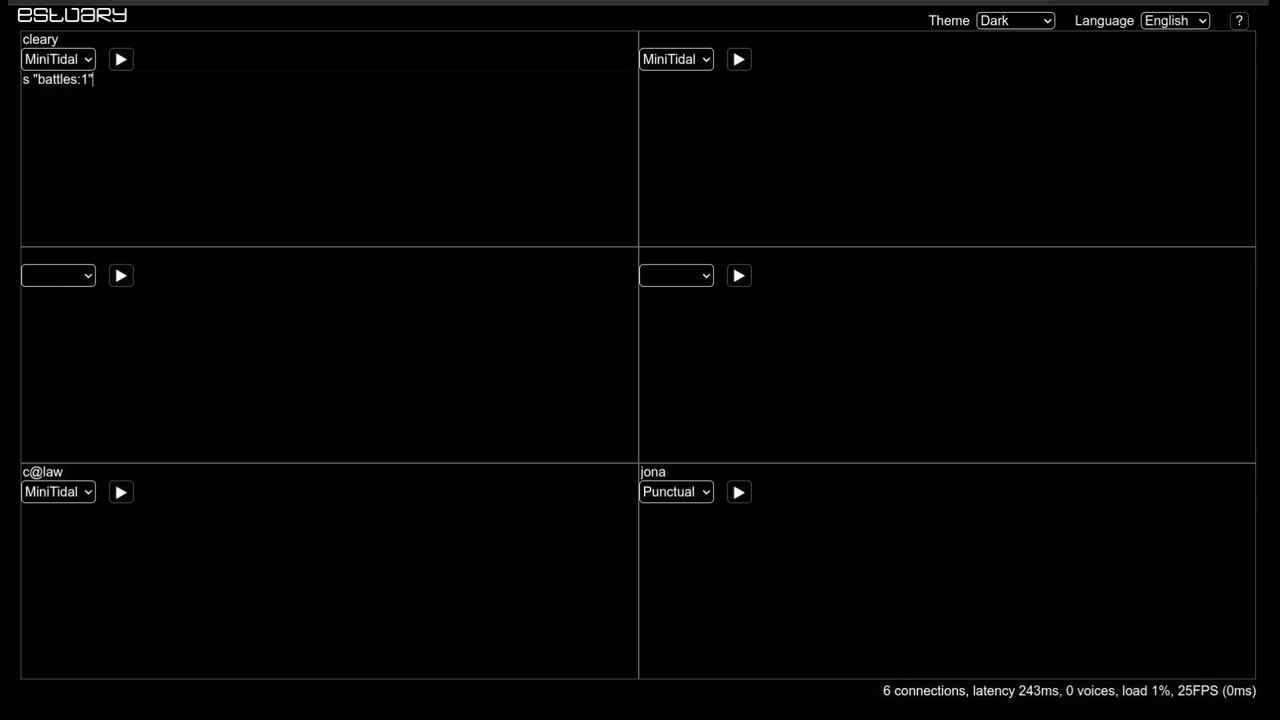 estuary
Theme Dark Language English ?
cleary
MiniTidal
s "battles:1"
MiniTidal
c@law
MiniTidal
jona
Punctual
6 connections, latency 243ms, 0 voices, load 1%, 25FPS (0ms)